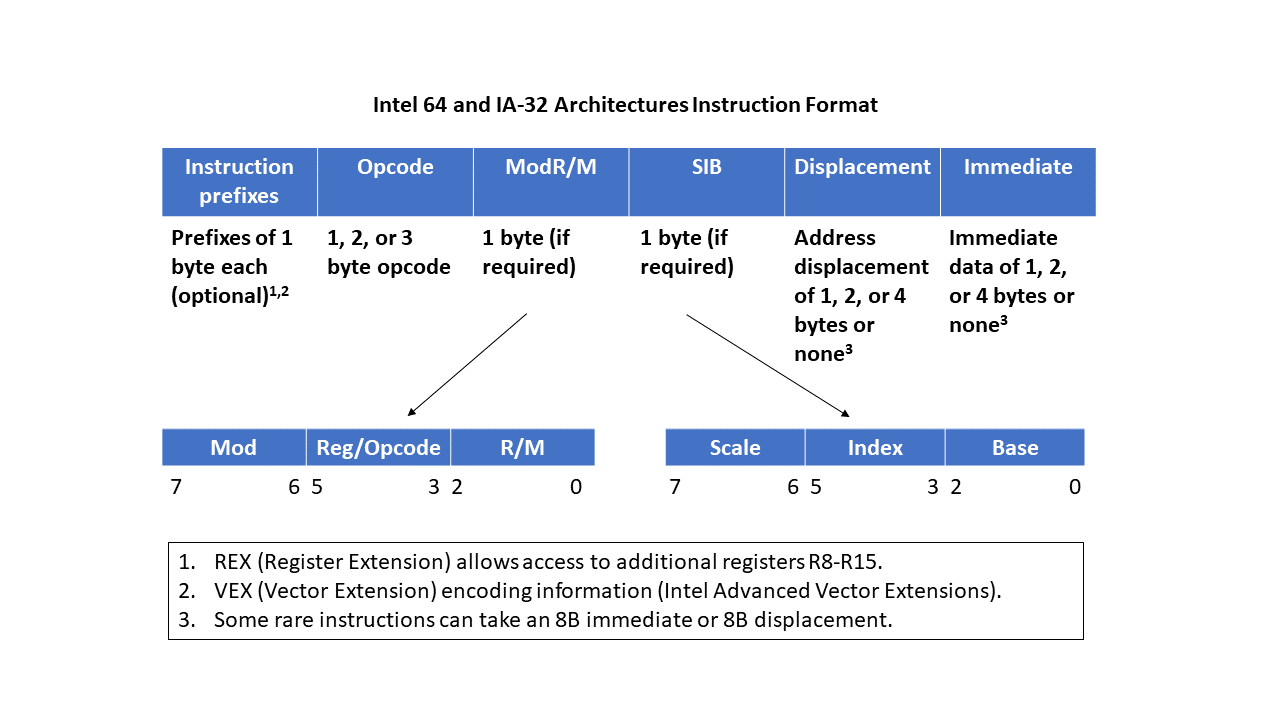 Intel 64 and IA-32 Architectures Instruction Format
Instruction prefixes
Opcode
ModR/M
SIB
Displacement
Immediate
Prefixes of 1
byte each
(optional)1,2
1, 2, or 3
byte opcode
1 byte (if
required)
1 byte (if
required)
Address
displacement
of 1, 2, or 4
bytes or
none3
Immediate
data of 1, 2,
or 4 bytes or
none3
Mod Reg/Opcode R/M
7 6 5 3 2 0
Scale Index Base
7 6 5 3 2 0
1. REX (Register Extension) allows access to additional registers R8-R15.
2. VEX (Vector Extension) encoding information (Intel Advanced Vector Extensions).
3. Some rare instructions can take an 8B immediate or 8B displacement.